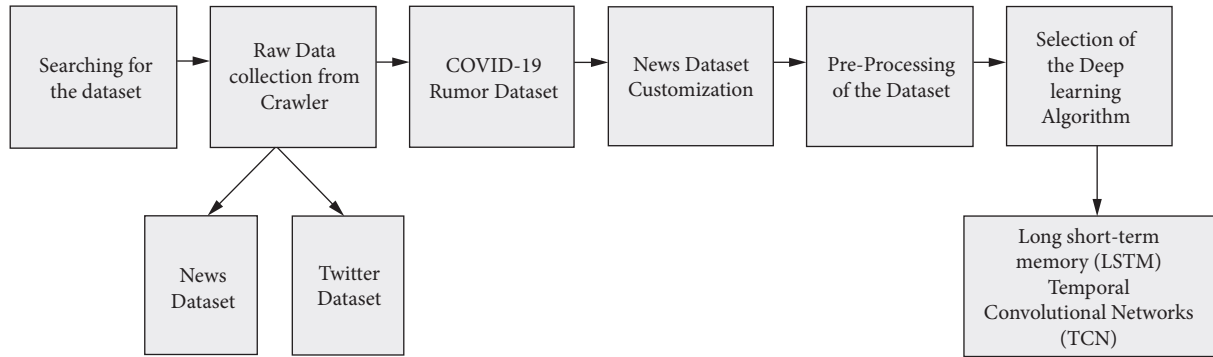 Searching for
the dataset
Raw Data
collection from
Crawler
COVID-19
Rumor Dataset
News Dataset
Customization
Pre-Processing
of the Dataset
Selection of
the Deep
learning
Algorithm
News
Dataset
Twitter
Dataset
Long short-term
memory (LSTM)
Temporal
Convolutional Networks
(TCN)